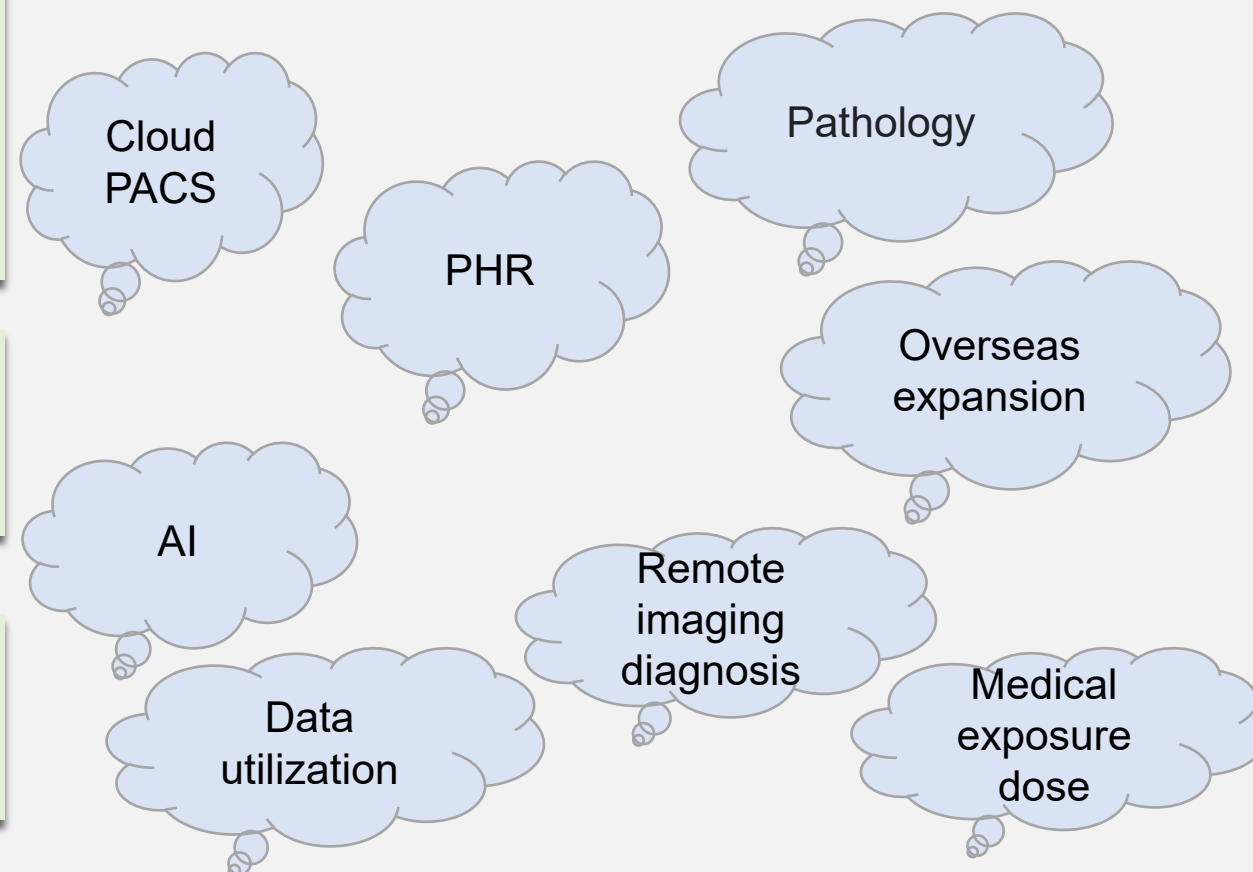 Cloud
PACS
Pathology
PHR
Overseas
expansion
AI
Remote
imaging
diagnosis
Data
utilization
Medical
exposure
dose